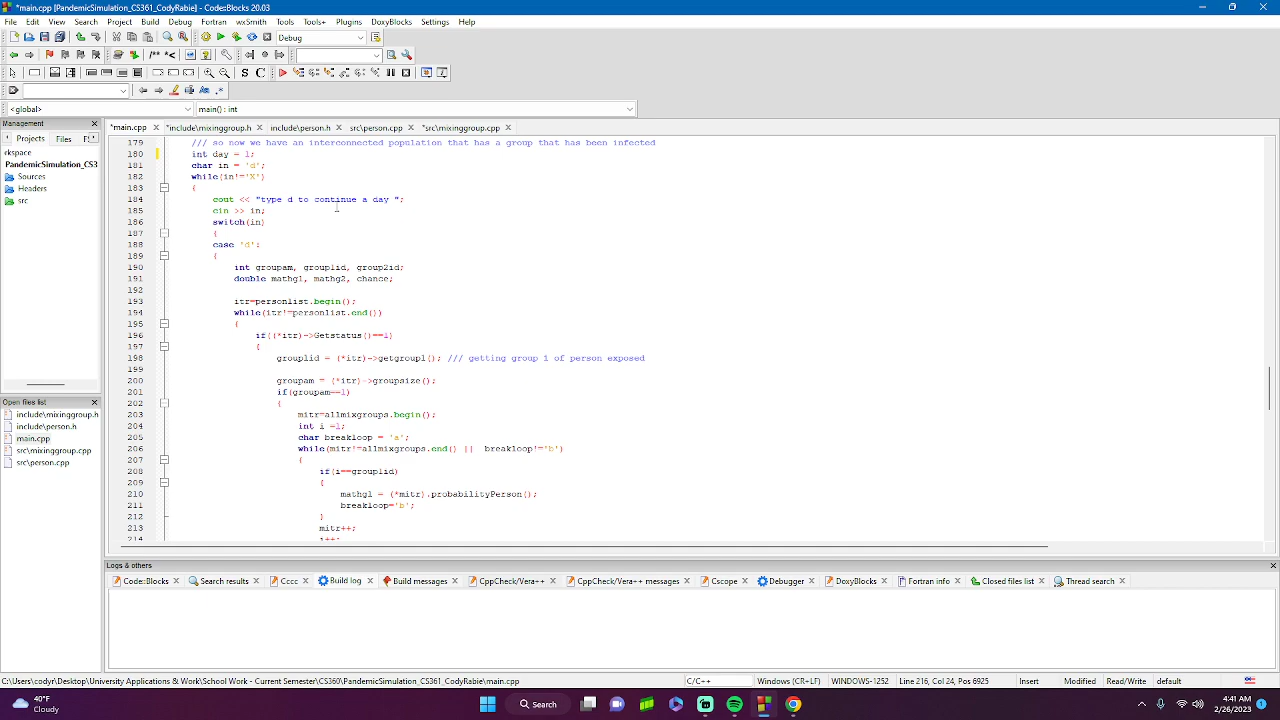 *main.cpp [PandemicSimulation_CS361_CodyRabie] - Code::Blocks 20.03
File Edit View Search Project Build Debug Fortran wxSmith Tools Tools+ Plugins DoxyBlocks Settings Help
Debug
/** *<
S C
<global> main() : int
Management
Projects Files
*main.cpp *include\mixinggroup.h include\person.h src\person.cpp *src\mixinggroup.cpp
rkspace
PandemicSimulation_CS3
Sources
Headers
src
179 /// so now we have an interconnected population that has a group that has been infected
180 int day = 1;
181 char in = 'd';
182 while(in!='X')
183 {
184 cout << "type d to continue a day ";
185 cin >> in;
186 switch(in)
187 {
188 case 'd':
189 {
190 int groupam, group1id, group2id;
191 double mathg1, mathg2, chance;
192
193 itr=personlist.begin();
194 while(itr!=personlist.end())
195 {
196 if((*itr)->Getstatus()==1)
197 {
198 group1id = (*itr)->getgroup1(); /// getting group 1 of person exposed
199
200 groupam = (*itr)->groupsize();
201 if(groupam==1)
202 {
203 mitr=allmixgroups.begin();
204 int i =1;
205 char breakloop = 'a';
206 while(mitr!=allmixgroups.end() || breakloop!='b')
207 {
208 if(i==group1id)
209 {
210 mathg1 = (*mitr).probabilityPerson();
211 breakloop='b';
212 }
213 mitr++;
214 i++;
Open files list
include\mixinggroup.h
include\person.h
main.cpp
src\mixinggroup.cpp
src\person.cpp
Logs & others
Code::Blocks Search results Cccc Build log Build messages CppCheck/Vera++ CppCheck/Vera++ messages Cscope Debugger DoxyBlocks Fortran info Closed files list Thread search
C:\Users\codyr\Desktop\University Applications & Work\School Work - Current Semester\CS360\PandemicSimulation_CS361_CodyRabie\main.cpp C/C++ Windows (CR+LF) WINDOWS-1252 Line 216, Col 24, Pos 6925 Insert Modified Read/Write default
40°F
Cloudy
Search
4:41 AM
2/26/2023